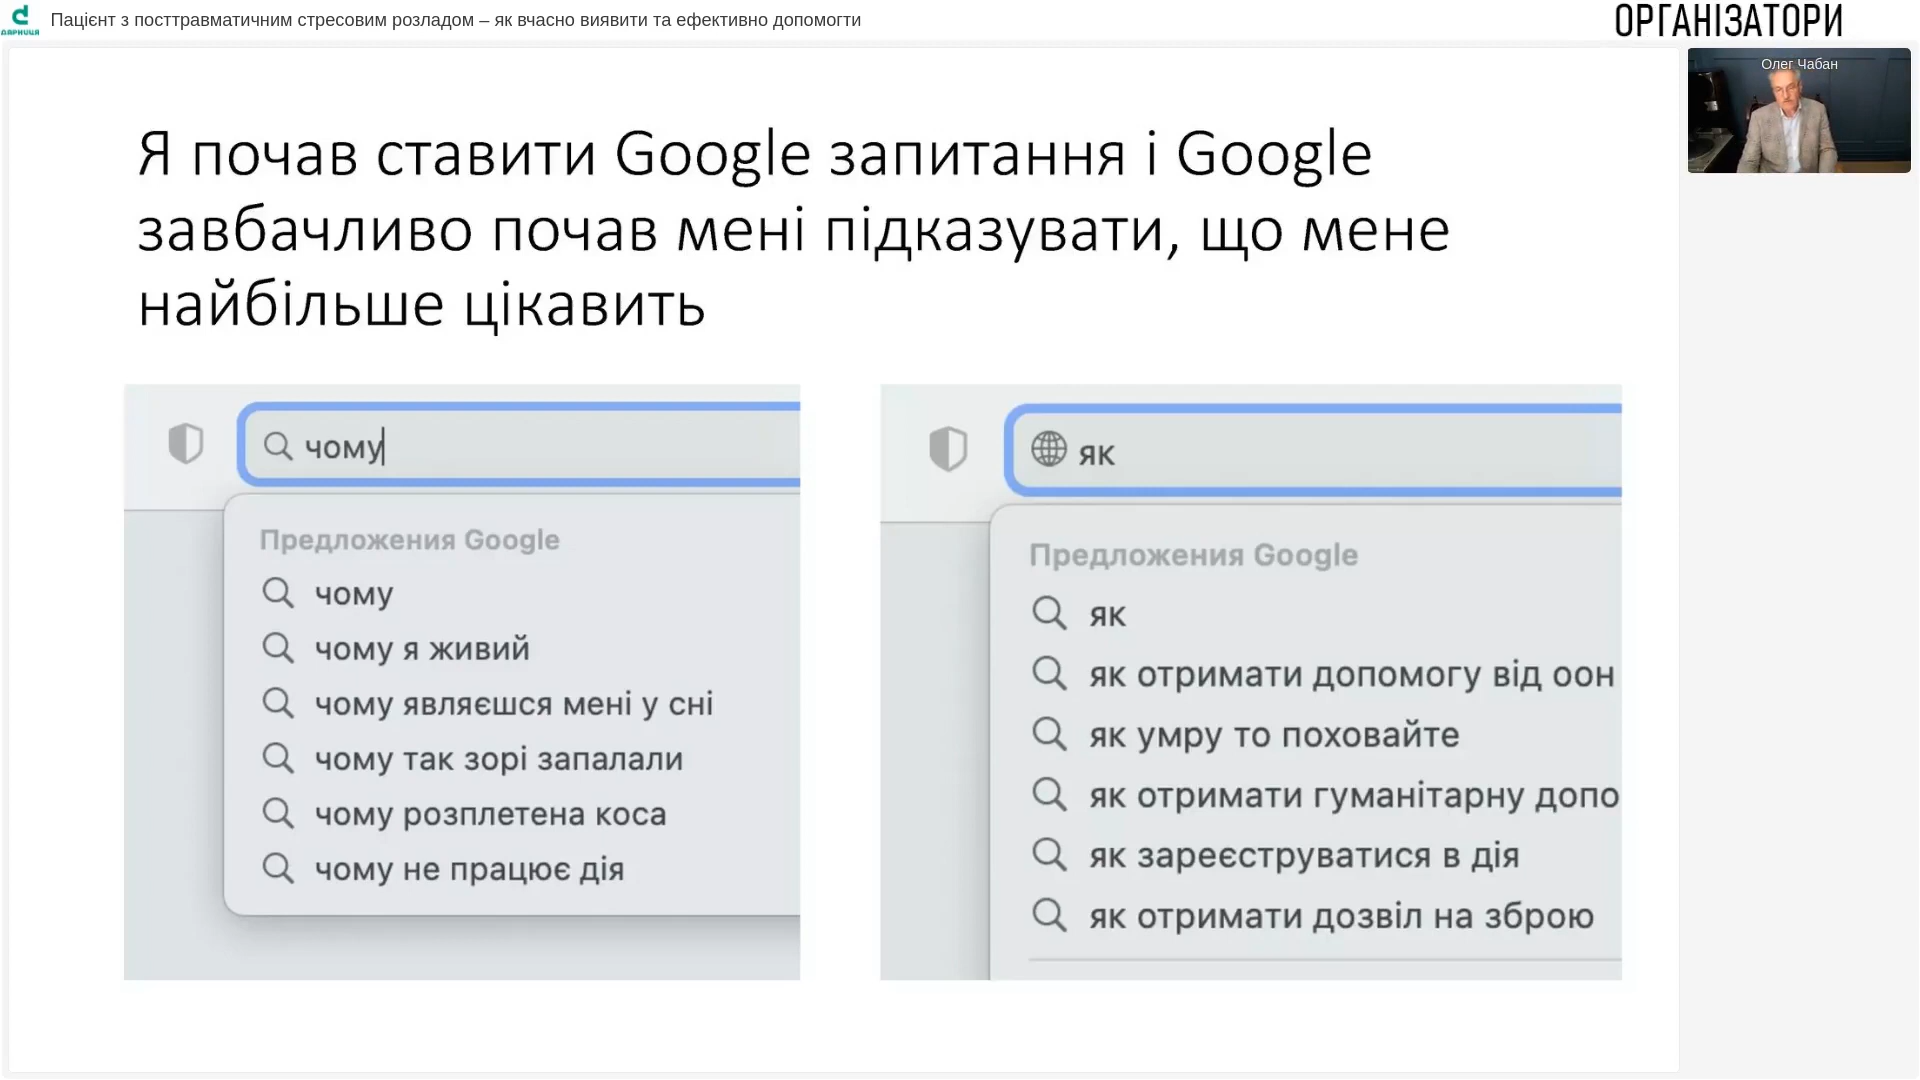 ДАРНИЦЯ
Пацієнт з посттравматичним стресовим розладом – як вчасно виявити та ефективно допомогти
ОРГАНІЗАТОРИ
Олег Чабан
Я почав ставити Google запитання і Google
завбачливо почав мені підказувати, що мене
найбільше цікавить
чому
Предложения Google
чому
чому я живий
чому являєшся мені у сні
чому так зорі запалали
чому розплетена коса
чому не працює дія
як
Предложения Google
як
як отримати допомогу від оон
як умру то поховайте
як отримати гуманітарну допо
як зареєструватися в дія
як отримати дозвіл на зброю